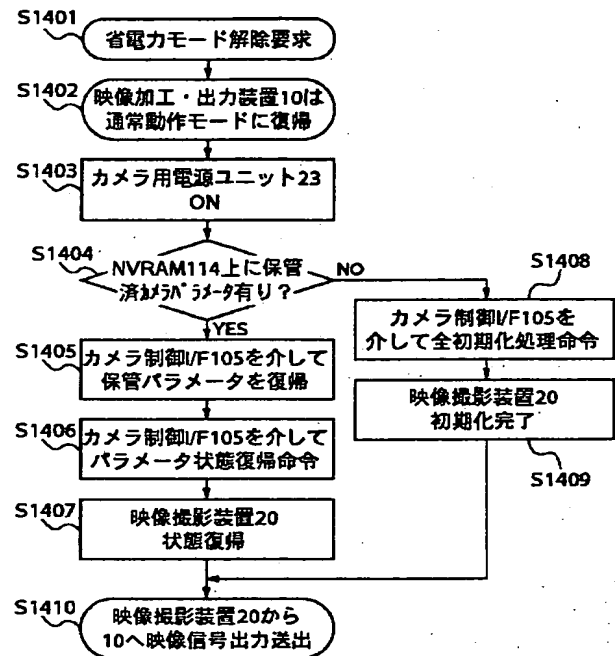 S1401
省電力モード解除要求
S1402
映像加工・出力装置10は
通常動作モードに復帰
S1403
カメラ用電源ユニット23
ON
S1404
NVRAM114上に保管
済カメラパラメータ有り?
NO
YES
S1405
カメラ制御I/F105を介して
保管パラメータを復帰
S1406
カメラ制御I/F105を介して
パラメータ状態復帰命令
S1407
映像撮影装置20
状態復帰
S1408
カメラ制御I/F105を
介して全初期化処理命令
映像撮影装置20
初期化完了
S1409
S1410
映像撮影装置20から
10へ映像信号出力送出